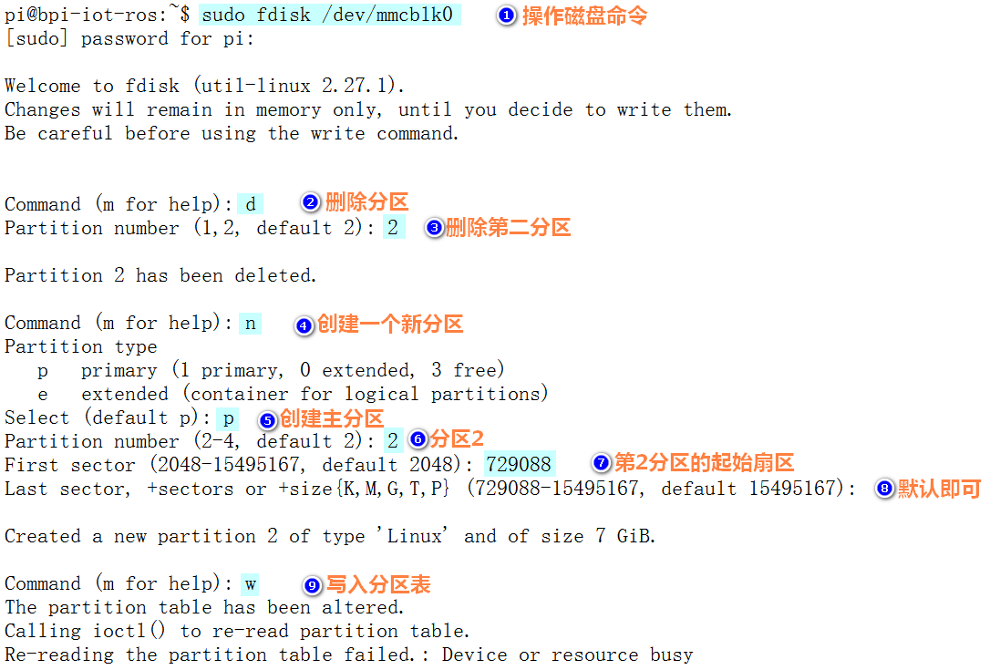 pi@bpi-iot-ros:~$ sudo fdisk /dev/mmcblk0 ① 操作磁盘命令
[sudo] password for pi:
Welcome to fdisk (util-linux 2.27.1).
Changes will remain in memory only, until you decide to write them.
Be careful before using the write command.
Command (m for help): d ② 删除分区
Partition number (1,2, default 2): 2 ③ 删除第二分区
Partition 2 has been deleted.
Command (m for help): n ④ 创建一个新分区
Partition type
p primary (1 primary, 0 extended, 3 free)
e extended (container for logical partitions)
Select (default p): p ⑤ 创建主分区
Partition number (2-4, default 2): 2 ⑥ 分区2
First sector (2048-15495167, default 2048): 729088 ⑦ 第2分区的起始扇区
Last sector, +sectors or +size{K,M,G,T,P} (729088-15495167, default 15495167): ⑧ 默认即可
Created a new partition 2 of type 'Linux' and of size 7 GiB.
Command (m for help): w ⑨ 写入分区表
The partition table has been altered.
Calling ioctl() to re-read partition table.
Re-reading the partition table failed.: Device or resource busy